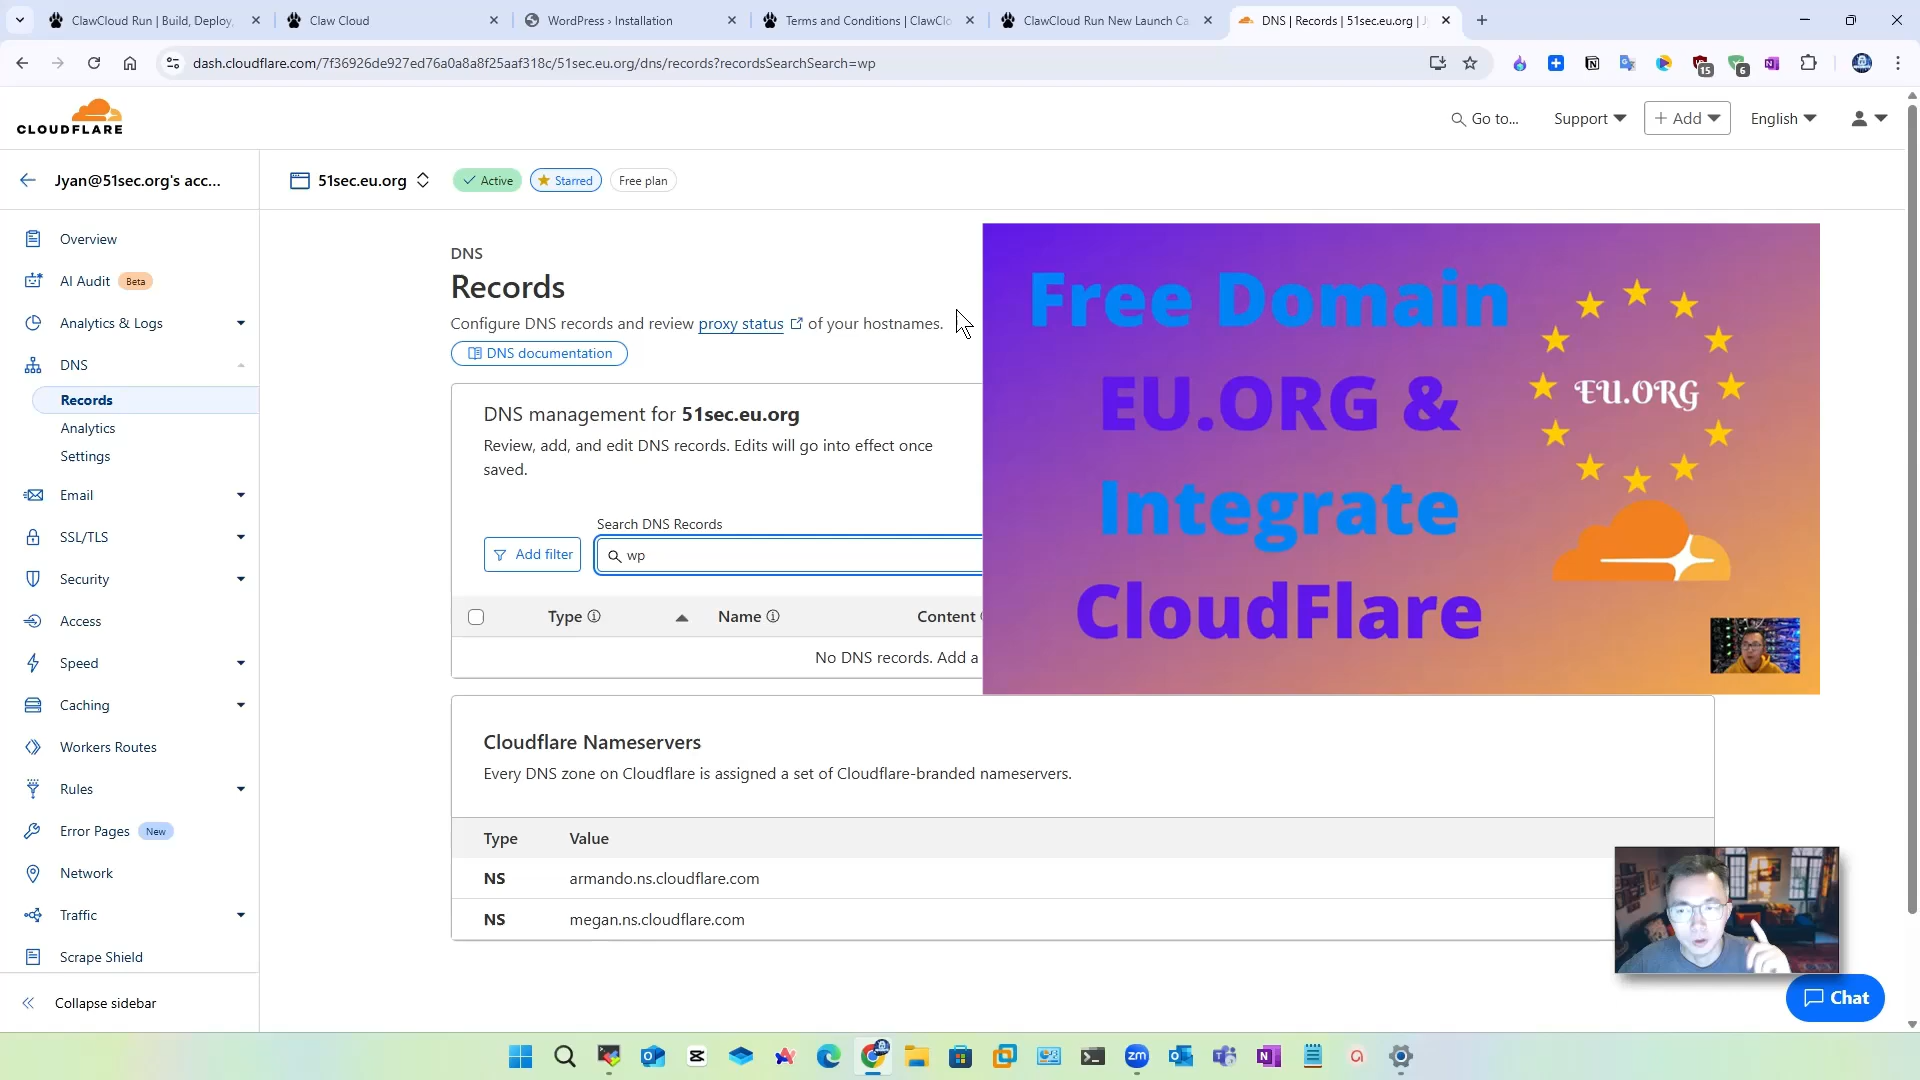 ClawCloud Run | Build, Deploy,
Claw Cloud
WordPress › Installation
Terms and Conditions | ClawClo
ClawCloud Run New Launch Ca
DNS | Records | 51sec.eu.org | J
dash.cloudflare.com/7f36926de927ed76a0a8a8f25aaf318c/51sec.eu.org/dns/records?recordsSearchSearch=wp
15
6
CLOUDFLARE
Go to...
Support
+ Add
English
Jyan@51sec.org's acc...
51sec.eu.org
Active
Starred
Free plan
Overview
AI Audit Beta
Analytics & Logs
DNS
Records
Analytics
Settings
Email
SSL/TLS
Security
Access
Speed
Caching
Workers Routes
Rules
Error Pages New
Network
Traffic
Scrape Shield
Collapse sidebar
DNS
Records
Configure DNS records and review proxy status of your hostnames.
DNS documentation
DNS management for 51sec.eu.org
Review, add, and edit DNS records. Edits will go into effect once
saved.
Search DNS Records
Add filter
wp
Type
Name
Content
No DNS records. Add a
Free Domain
EU.ORG &
Integrate
CloudFlare
EU.ORG
Cloudflare Nameservers
Every DNS zone on Cloudflare is assigned a set of Cloudflare-branded nameservers.
Type
Value
NS
armando.ns.cloudflare.com
NS
megan.ns.cloudflare.com
Chat
zm